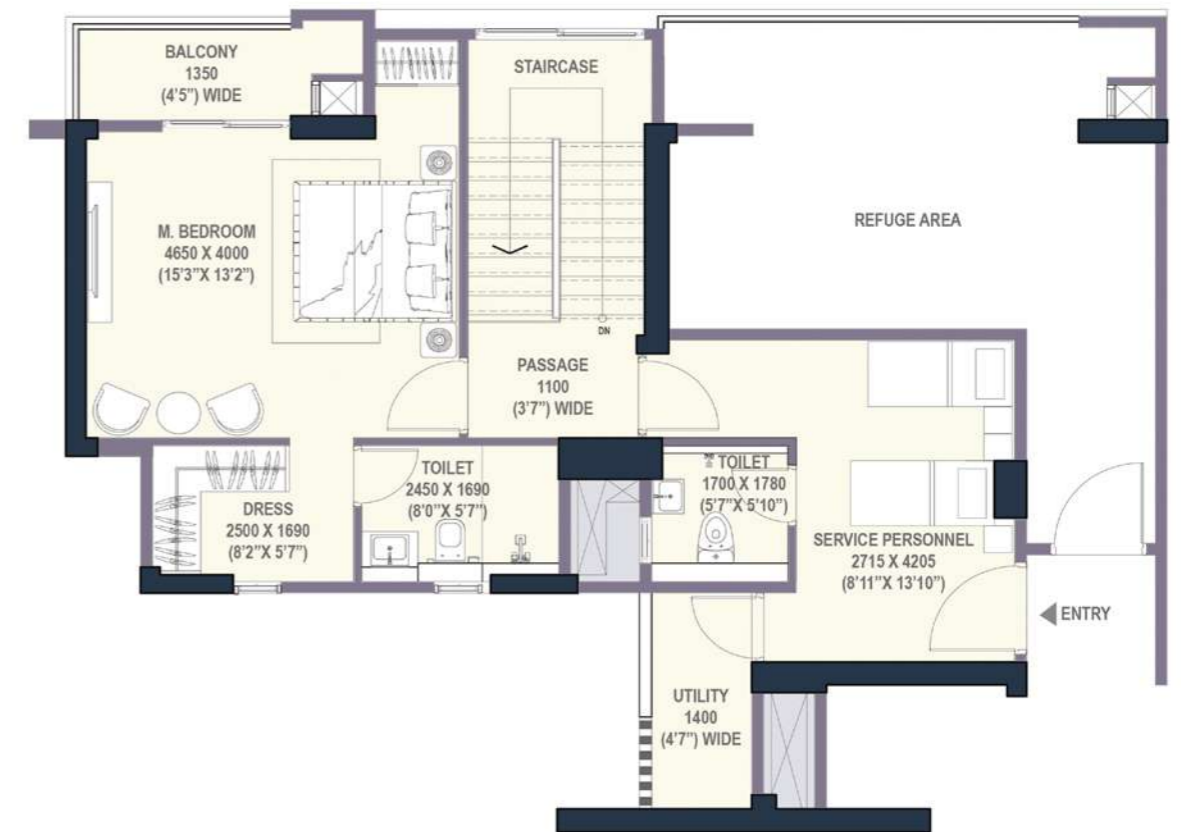 BALCONY
1350
(4'5") WIDE
STAIRCASE
REFUGE AREA
M. BEDROOM
4650 X 4000
(15'3"X 13'2")
DN
PASSAGE
1100
(3'7") WIDE
TOILET
2450 X 1690
(8'0"X 5'7")
TOILET
1700 X 1780
(5'7"X 5'10")
DRESS
2500 X 1690
(8'2"X 5'7")
SERVICE PERSONNEL
2715 X 4205
(8'11"X 13'10")
ENTRY
UTILITY
1400
(4'7") WIDE